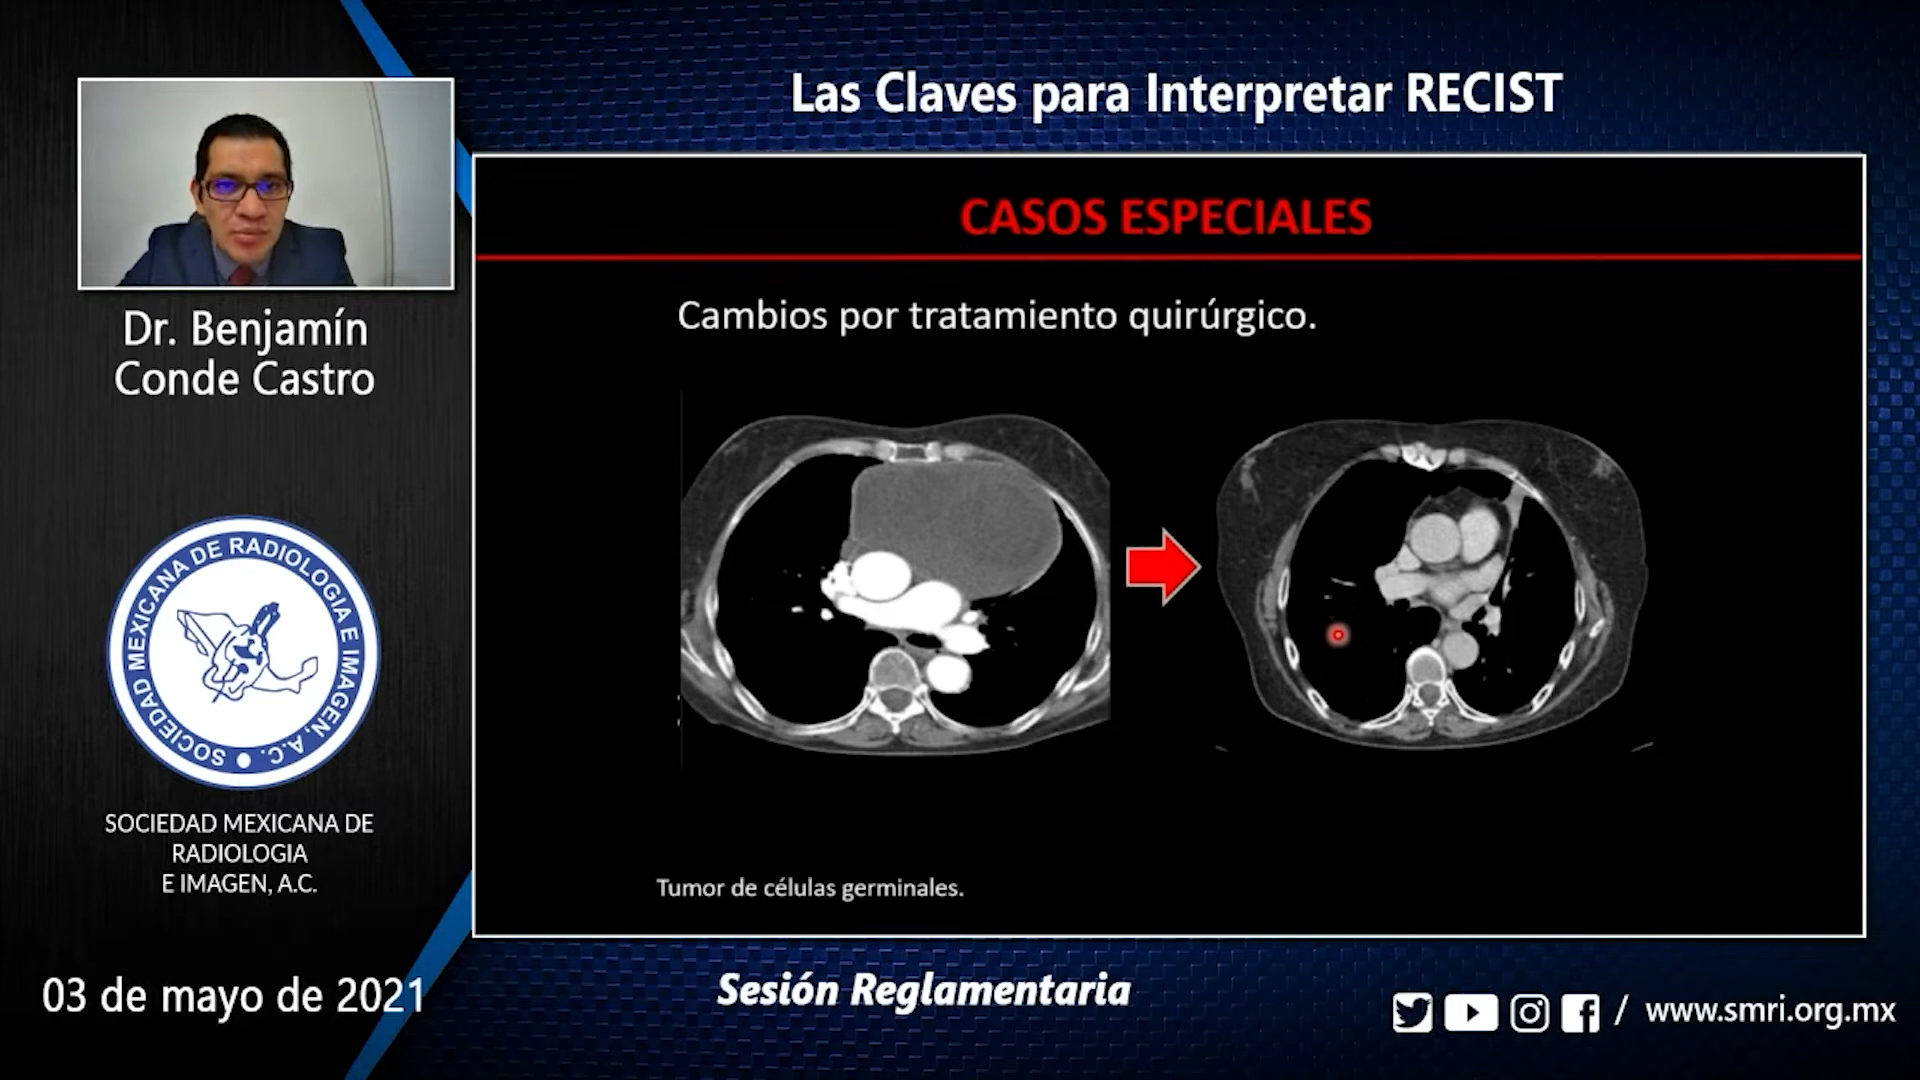 Las Claves para Interpretar RECIST
CASOS ESPECIALES
Cambios por tratamiento quirúrgico.
Tumor de células germinales.
Dr. Benjamín
Conde Castro
SOCIEDAD MEXICANA DE RADIOLOGIA E IMAGEN, A.C.
SOCIEDAD MEXICANA DE
RADIOLOGIA
E IMAGEN, A.C.
03 de mayo de 2021
Sesión Reglamentaria
/ www.smri.org.mx